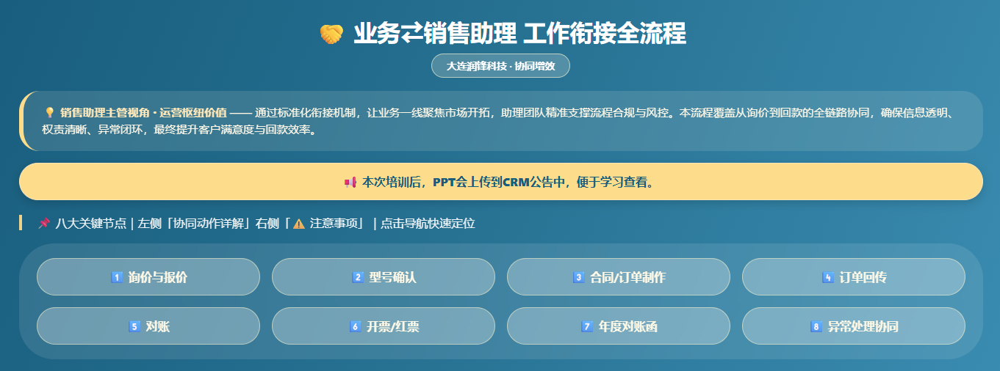 🤝 业务⇄销售助理 工作衔接全流程
大连润锋科技 · 协同增效
💡 销售助理主管视角 · 运营枢纽价值 —— 通过标准化衔接机制，让业务一线聚焦市场开拓，助理团队精准支撑流程合规与风控。本流程覆盖从询价到回款的全链路协同，确保信息透明、
权责清晰、异常闭环，最终提升客户满意度与回款效率。
📢 本次培训后，PPT会上传到CRM公告中，便于学习查看。
📌 八大关键节点｜左侧「协同动作详解」右侧「⚠️ 注意事项」｜点击导航快速定位
1️⃣ 询价与报价
2️⃣ 型号确认
3️⃣ 合同/订单制作
4️⃣ 订单回传
5️⃣ 对账
6️⃣ 开票/红票
7️⃣ 年度对账函
8️⃣ 异常处理协同